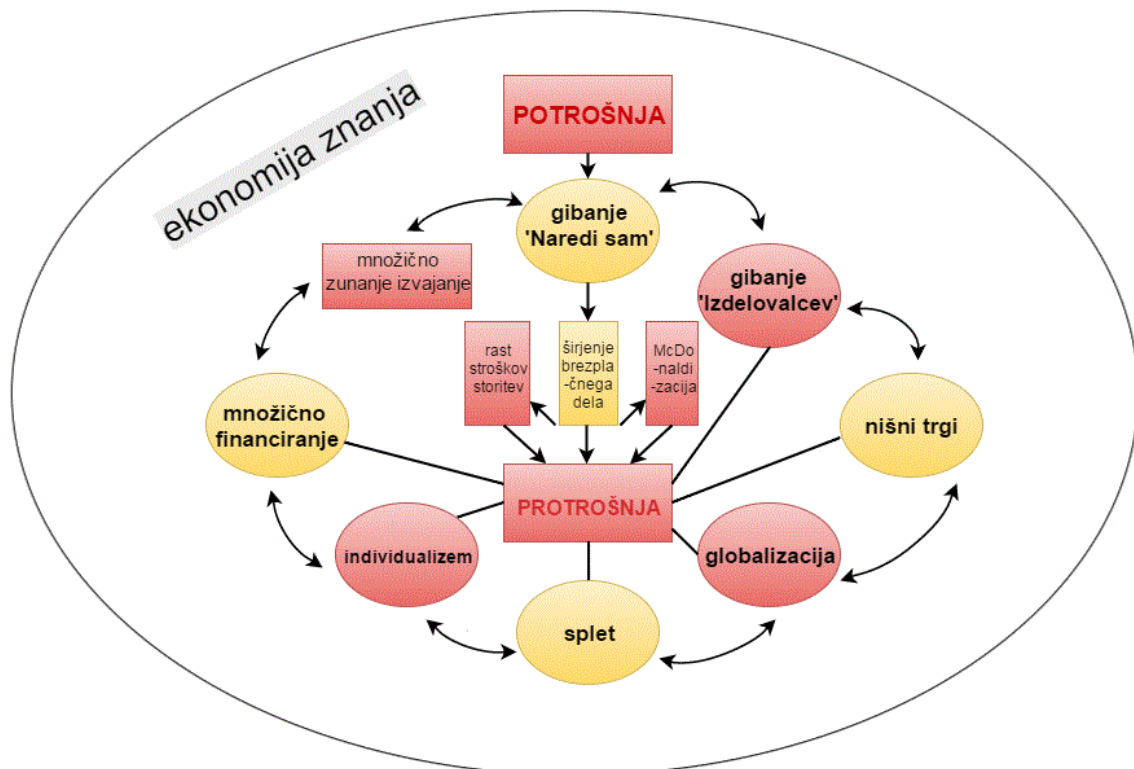 ekonomija znanja
POTROŠNJA
gibanje
'Naredi sam'
množično
zunanje izvajanje
gibanje
'Izdelovalcev'
rast
stroškov
storitev
širjenje
brezpla
-čnega
dela
McDo
-naldi
-zacija
množično
financiranje
nišni trgi
PROTROŠNJA
individualizem
globalizacija
splet